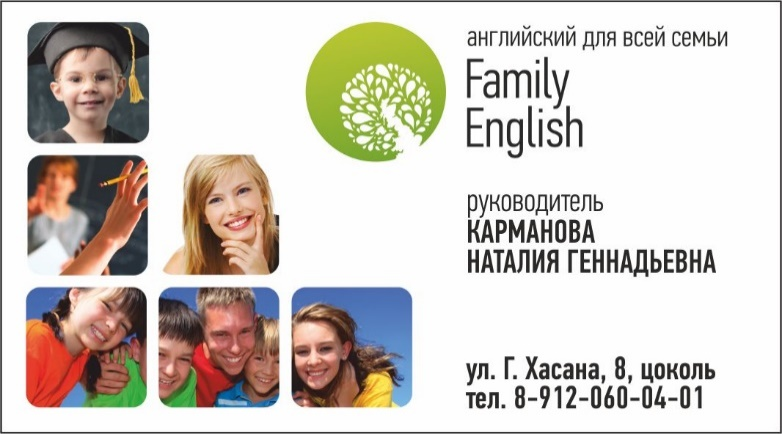 английский для всей семьи
Family
English
руководитель
КАРМАНОВА
НАТАЛИЯ ГЕННАДЬЕВНА
ул. Г. Хасана, 8, цоколь
тел. 8-912-060-04-01